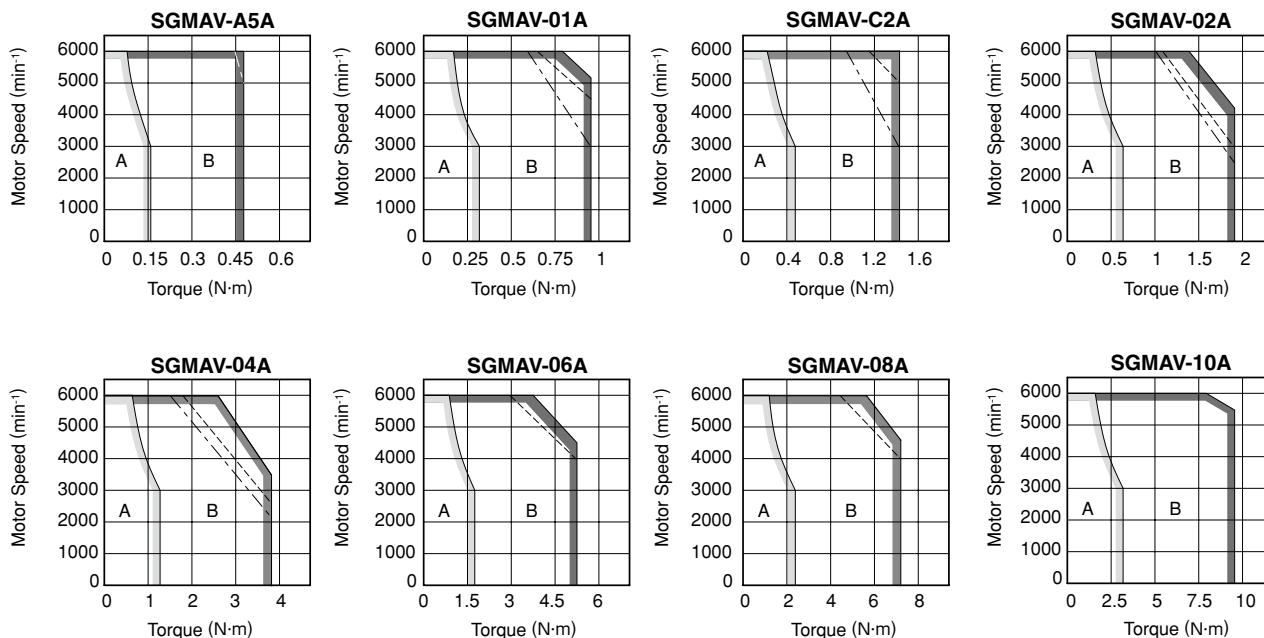 SGMAV-A5A
Motor Speed (min⁻¹)
6000
5000
4000
3000
2000
1000
0
A
B
0 0.15 0.3 0.45 0.6
Torque (N·m)
SGMAV-01A
Motor Speed (min⁻¹)
6000
5000
4000
3000
2000
1000
0
A
B
0 0.25 0.5 0.75 1
Torque (N·m)
SGMAV-C2A
Motor Speed (min⁻¹)
6000
5000
4000
3000
2000
1000
0
A
B
0 0.4 0.8 1.2 1.6
Torque (N·m)
SGMAV-02A
Motor Speed (min⁻¹)
6000
5000
4000
3000
2000
1000
0
A
B
0 0.5 1 1.5 2
Torque (N·m)
SGMAV-04A
Motor Speed (min⁻¹)
6000
5000
4000
3000
2000
1000
0
A
B
0 1 2 3 4
Torque (N·m)
SGMAV-06A
Motor Speed (min⁻¹)
6000
5000
4000
3000
2000
1000
0
A
B
0 1.5 3 4.5 6
Torque (N·m)
SGMAV-08A
Motor Speed (min⁻¹)
6000
5000
4000
3000
2000
1000
0
A
B
0 2 4 6 8
Torque (N·m)
SGMAV-10A
Motor Speed (min⁻¹)
6000
5000
4000
3000
2000
1000
0
A
B
0 2.5 5 7.5 10
Torque (N·m)